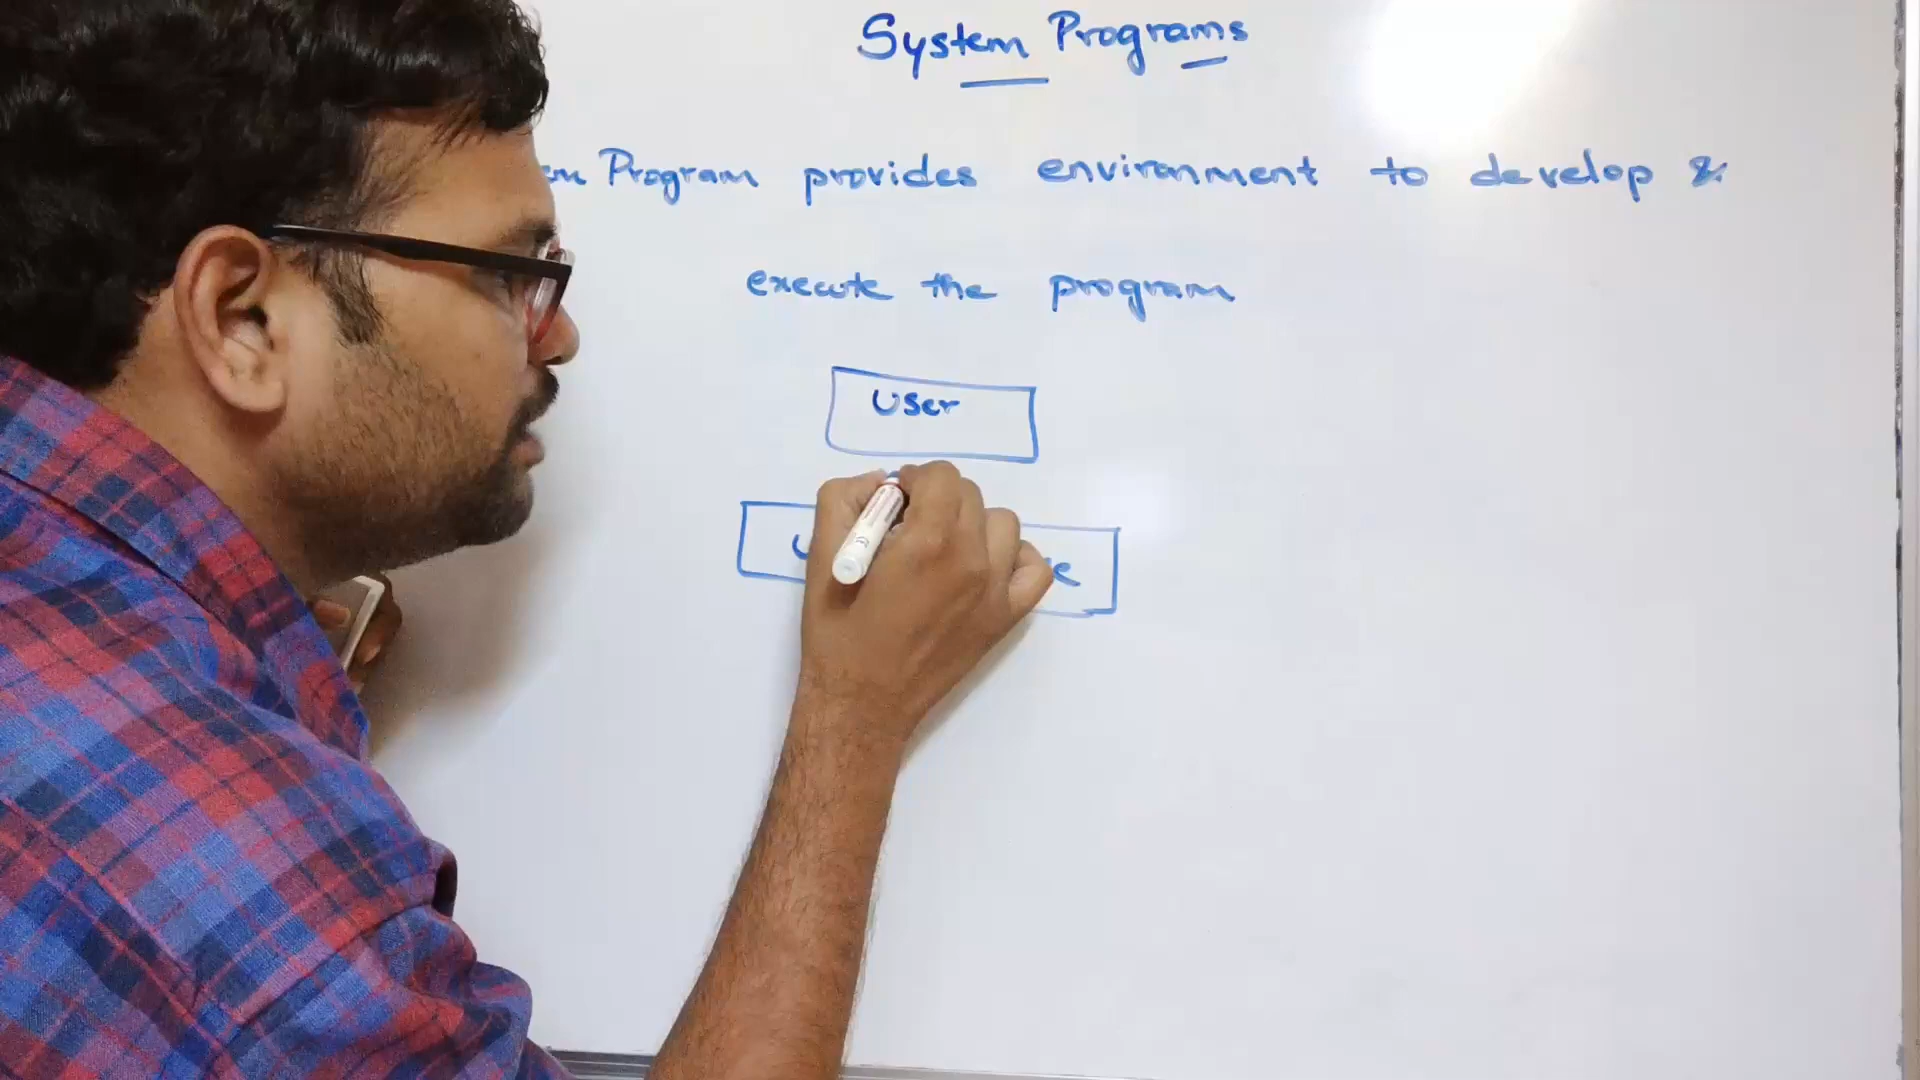 System Programs
Program provides environment to develop &
execute the program
User